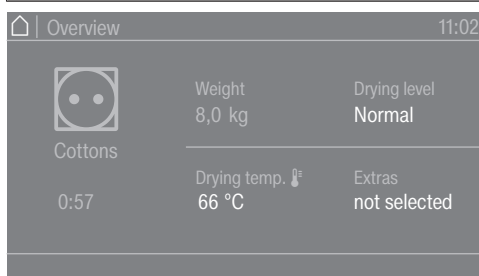 Overview 11:02
Weight Drying level
8,0 kg Normal
Cottons
Drying temp. Extras
0:57 66 °C not selected